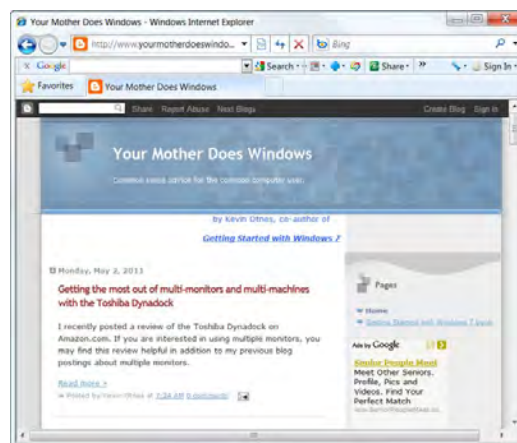 Your Mother Does Windows - Windows Internet Explorer
http://www.yourmotherdoeswindo...
Bing
Google
Search
Share
Sign In
Favorites
Your Mother Does Windows
Share Report Abuse Next Blog»
Create Blog Sign In
Your Mother Does Windows
Common sense advice for the common computer user.
by Kevin Otnes, co-author of
Getting Started with Windows 7
Monday, May 2, 2011
Getting the most out of multi-monitors and multi-machines
with the Toshiba Dynadock
I recently posted a review of the Toshiba Dynadock on
Amazon.com. If you are interested in using multiple monitors, you
may find this review helpful in addition to my previous blog
postings about multiple monitors.
Read more »
Posted by Kevin Otnes at 7:34 AM 0 comments
Pages
Home
Getting Started with Windows 7
Ads by Google
Senior People Meet
Meet Other Seniors.
Profile, Pics and
Videos. Find Your
Perfect Match